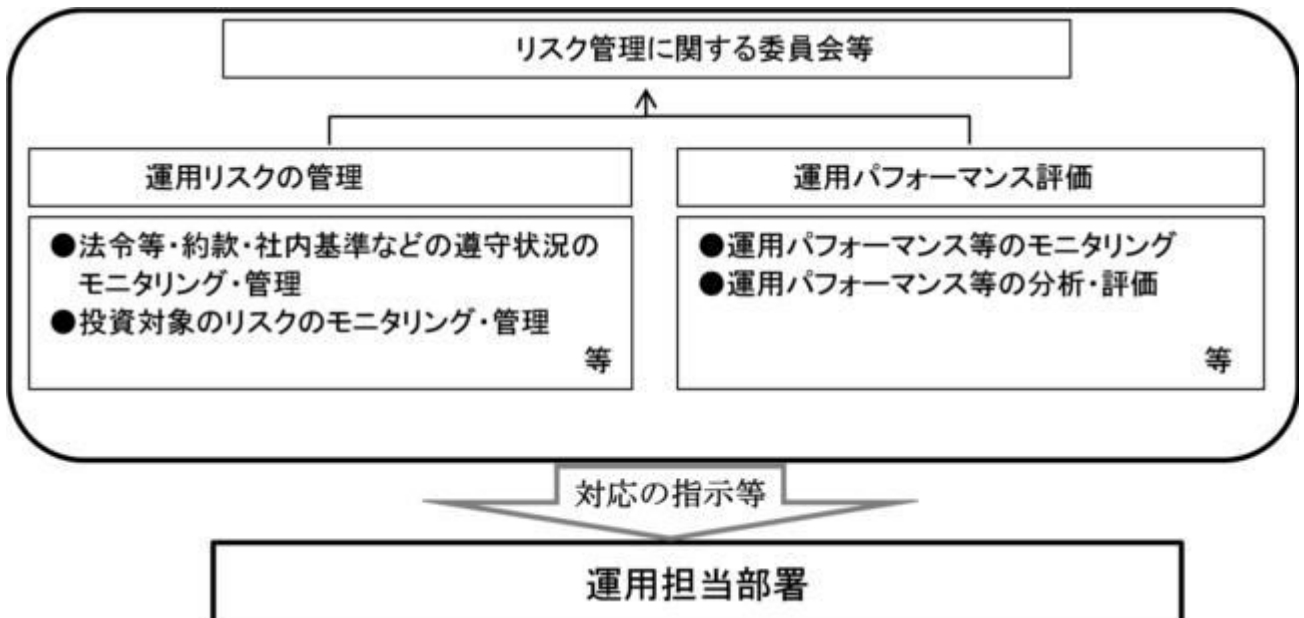 リスク管理に関する委員会等
運用リスクの管理
●法令等・約款・社内基準などの遵守状況の
モニタリング・管理
●投資対象のリスクのモニタリング・管理
等
運用パフォーマンス評価
●運用パフォーマンス等のモニタリング
●運用パフォーマンス等の分析・評価
等
対応の指示等
運用担当部署